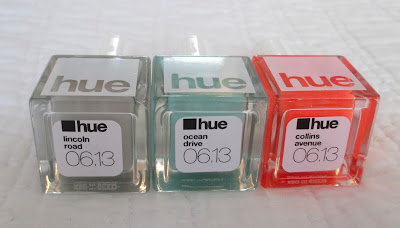 hue
hue
lincoln
road
06.13
hue
hue
ocean
drive
06.13
hue
hue
collins
avenue
06.13